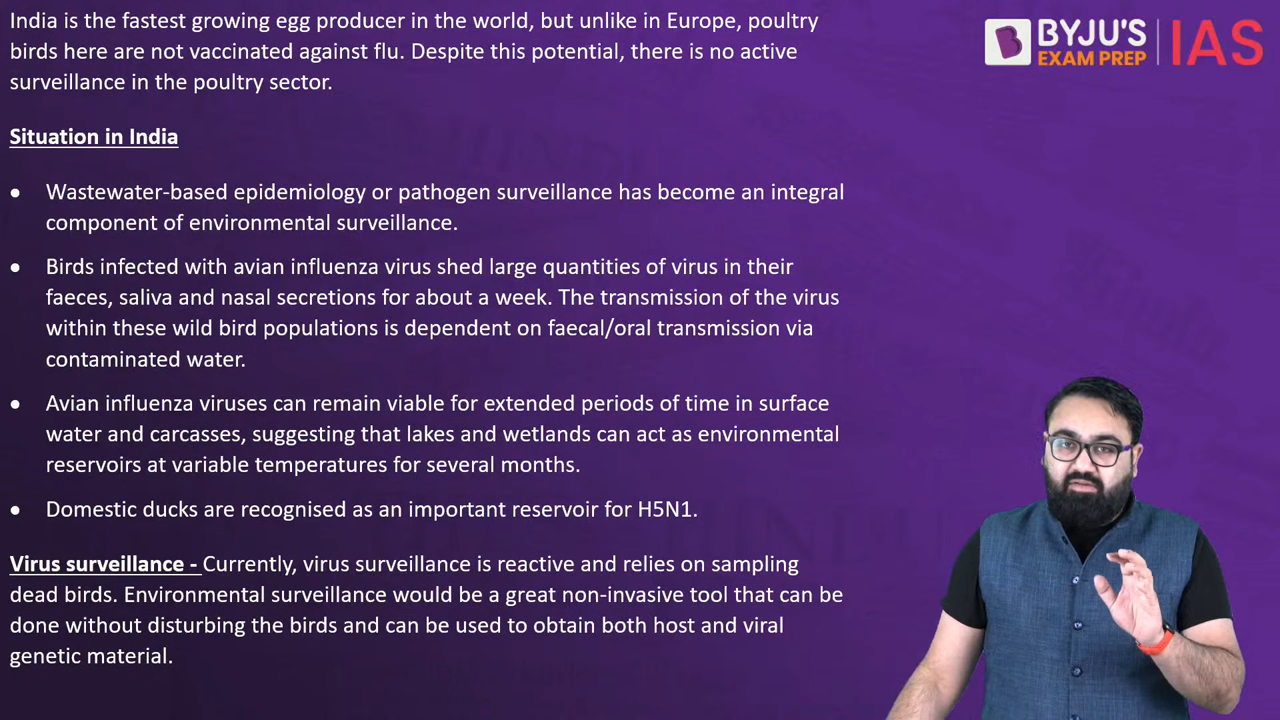 India is the fastest growing egg producer in the world, but unlike in Europe, poultry
birds here are not vaccinated against flu. Despite this potential, there is no active
surveillance in the poultry sector.
BYJU'S
EXAM PREP
IAS
Situation in India
• Wastewater-based epidemiology or pathogen surveillance has become an integral
component of environmental surveillance.
• Birds infected with avian influenza virus shed large quantities of virus in their
faeces, saliva and nasal secretions for about a week. The transmission of the virus
within these wild bird populations is dependent on faecal/oral transmission via
contaminated water.
• Avian influenza viruses can remain viable for extended periods of time in surface
water and carcasses, suggesting that lakes and wetlands can act as environmental
reservoirs at variable temperatures for several months.
• Domestic ducks are recognised as an important reservoir for H5N1.
Virus surveillance - Currently, virus surveillance is reactive and relies on sampling
dead birds. Environmental surveillance would be a great non-invasive tool that can be
done without disturbing the birds and can be used to obtain both host and viral
genetic material.